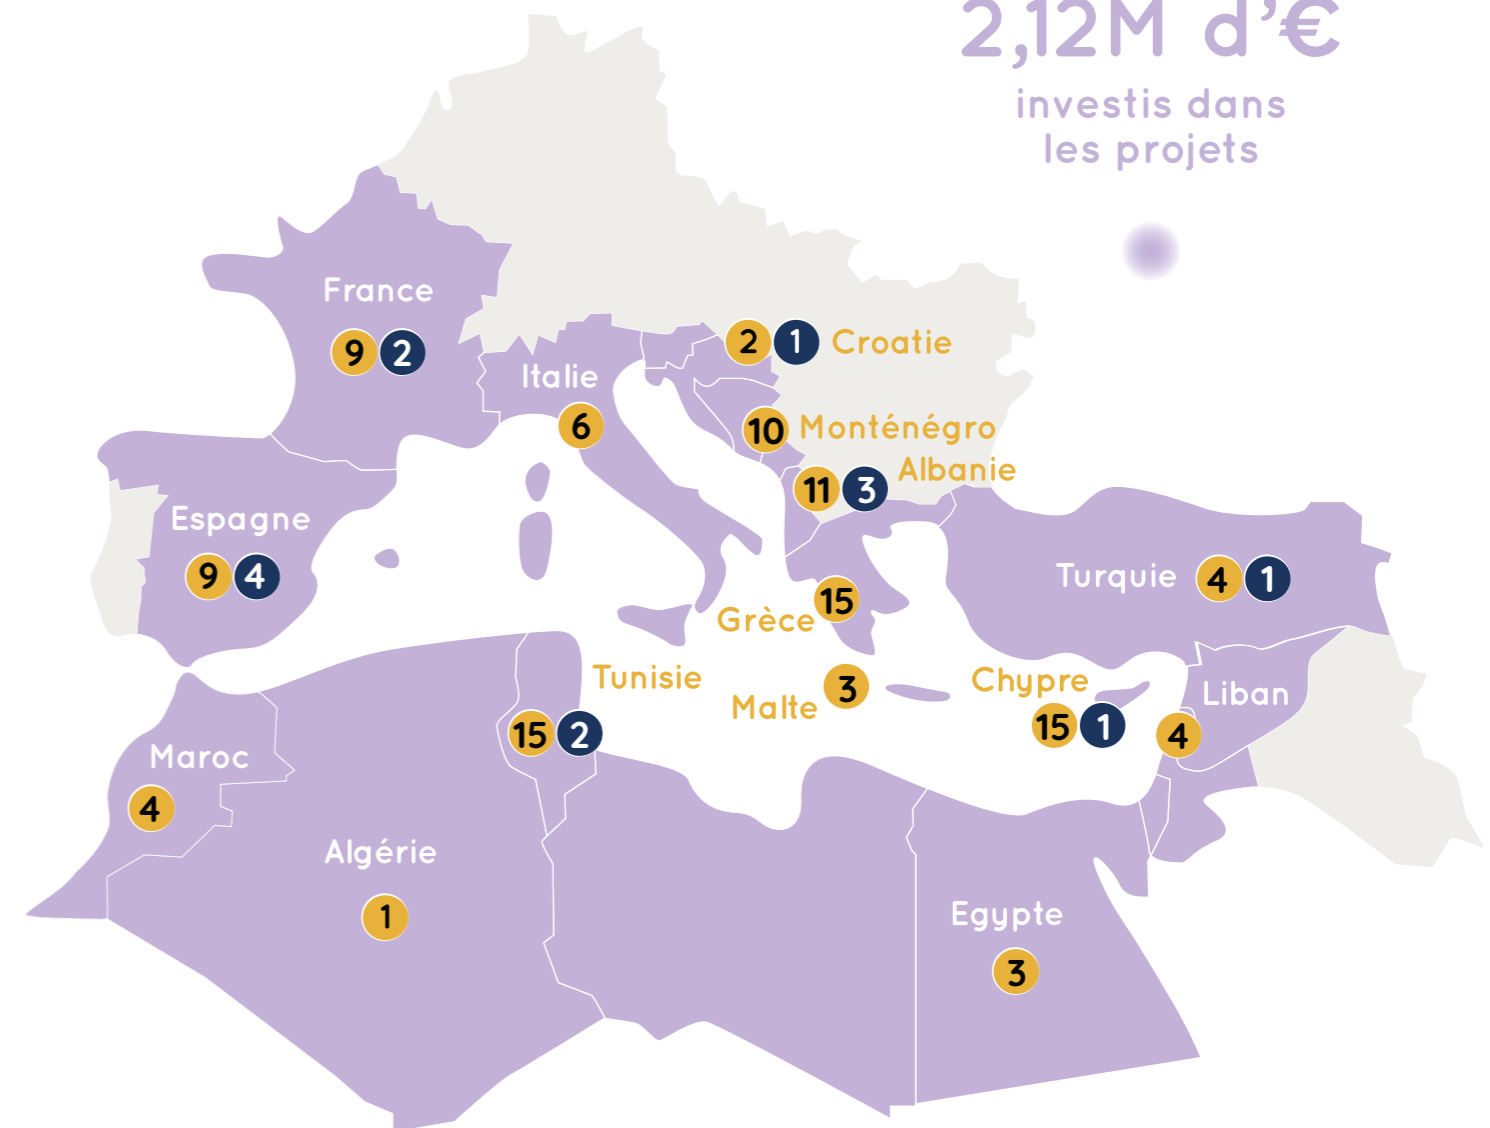 2,12M d'€
investis dans
les projets
France
9 2
2 1 Croatie
Italie
6
10 Monténégro
Albanie
11 3
Espagne
9 4
Turquie 4 1
15
Grèce
Tunisie
15 2
Malte 3
Chypre
15 1
Liban
4
Maroc
4
Algérie
1
Egypte
3